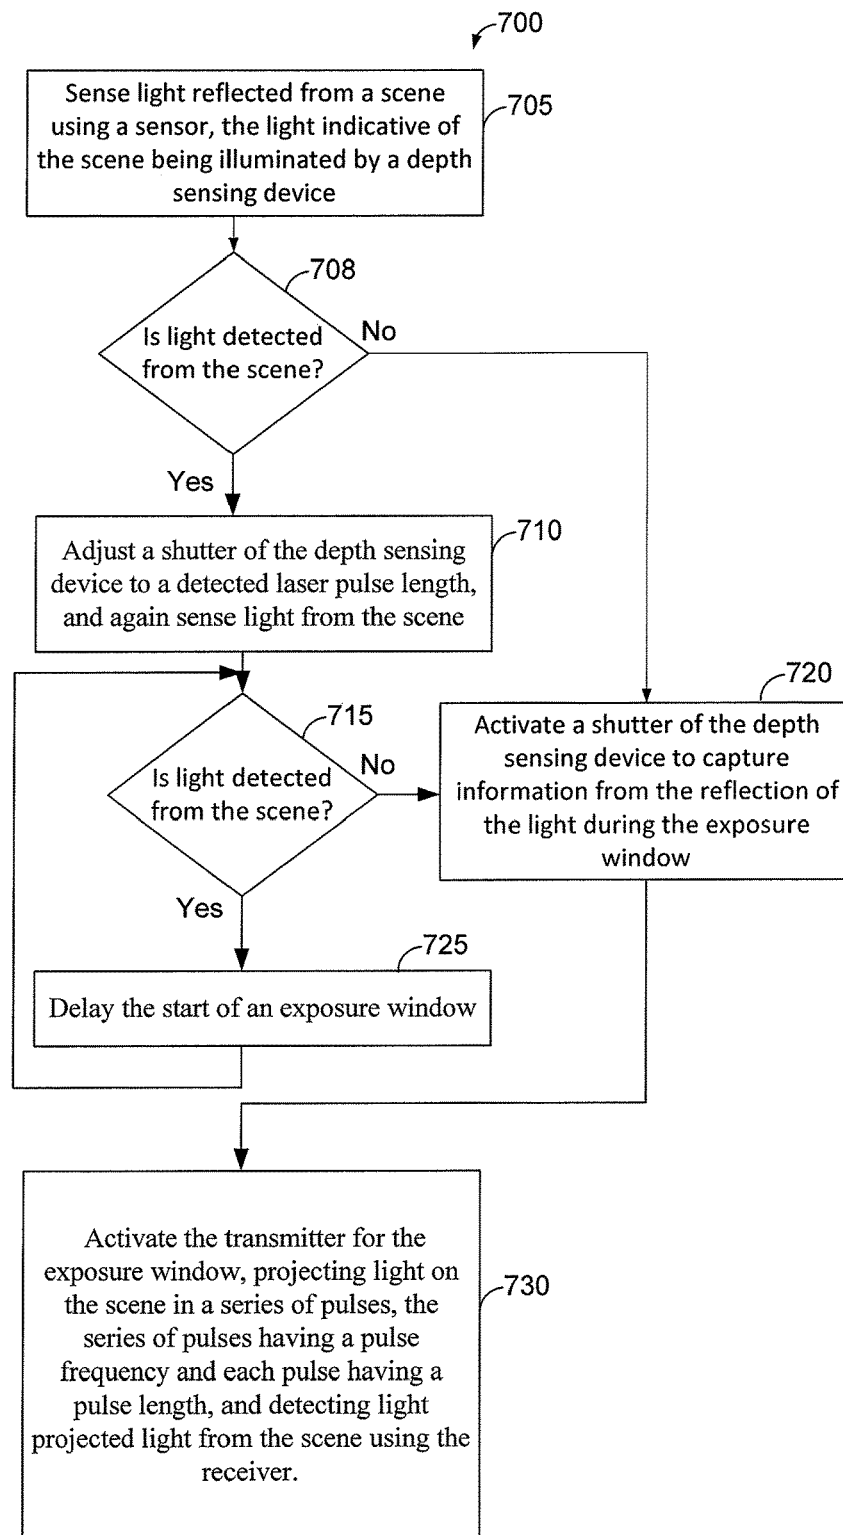 700
Sense light reflected from a scene
using a sensor, the light indicative of
the scene being illuminated by a depth
sensing device
705
708
Is light detected
from the scene?
No
Yes
710
Adjust a shutter of the depth sensing
device to a detected laser pulse length,
and again sense light from the scene
715
Is light detected
from the scene?
No
Yes
720
Activate a shutter of the depth
sensing device to capture
information from the reflection of
the light during the exposure
window
725
Delay the start of an exposure window
Activate the transmitter for the
exposure window, projecting light on
the scene in a series of pulses, the
series of pulses having a pulse
frequency and each pulse having a
pulse length, and detecting light
projected light from the scene using the
receiver.
730